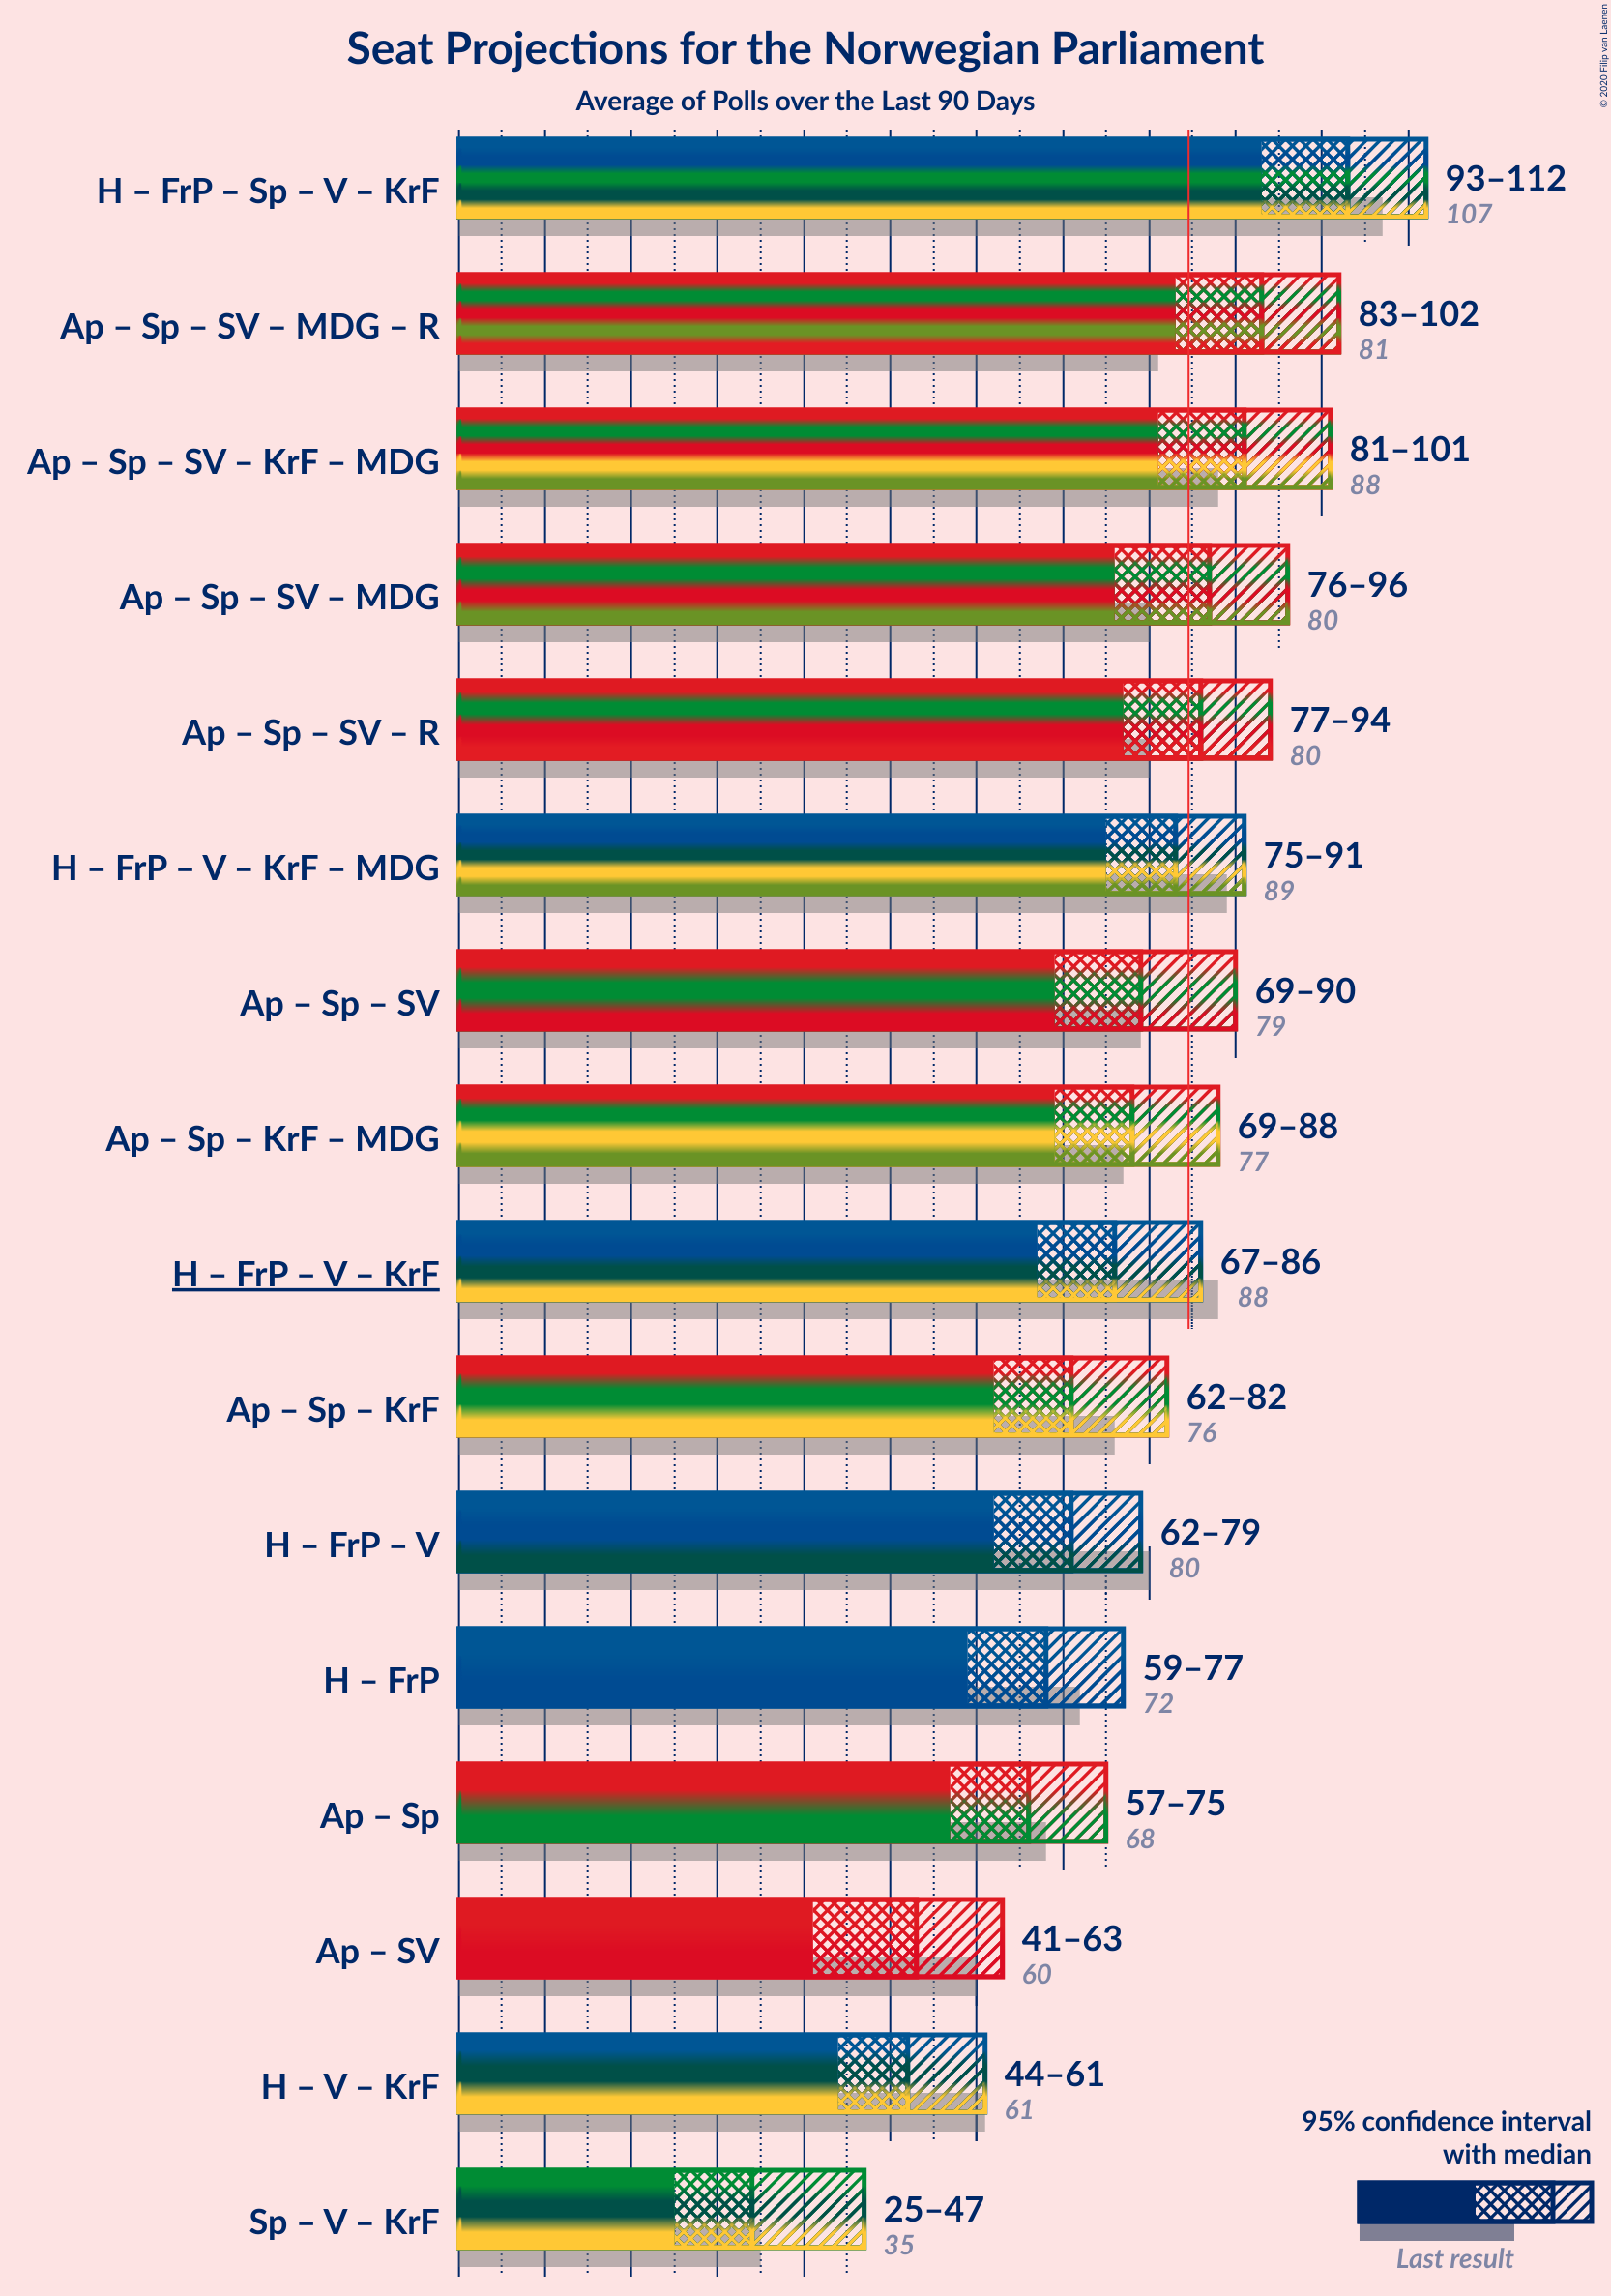 Seat Projections for the Norwegian Parliament
Average of Polls over the Last 90 Days
© 2020 Filip van Laenen
H – FrP – Sp – V – KrF
93–112
107
Ap – Sp – SV – MDG – R
83–102
81
Ap – Sp – SV – KrF – MDG
81–101
88
Ap – Sp – SV – MDG
76–96
80
Ap – Sp – SV – R
77–94
80
H – FrP – V – KrF – MDG
75–91
89
Ap – Sp – SV
69–90
79
Ap – Sp – KrF – MDG
69–88
77
H – FrP – V – KrF
67–86
88
Ap – Sp – KrF
62–82
76
H – FrP – V
62–79
80
H – FrP
59–77
72
Ap – Sp
57–75
68
Ap – SV
41–63
60
H – V – KrF
44–61
61
Sp – V – KrF
25–47
35
95% confidence interval
with median
Last result